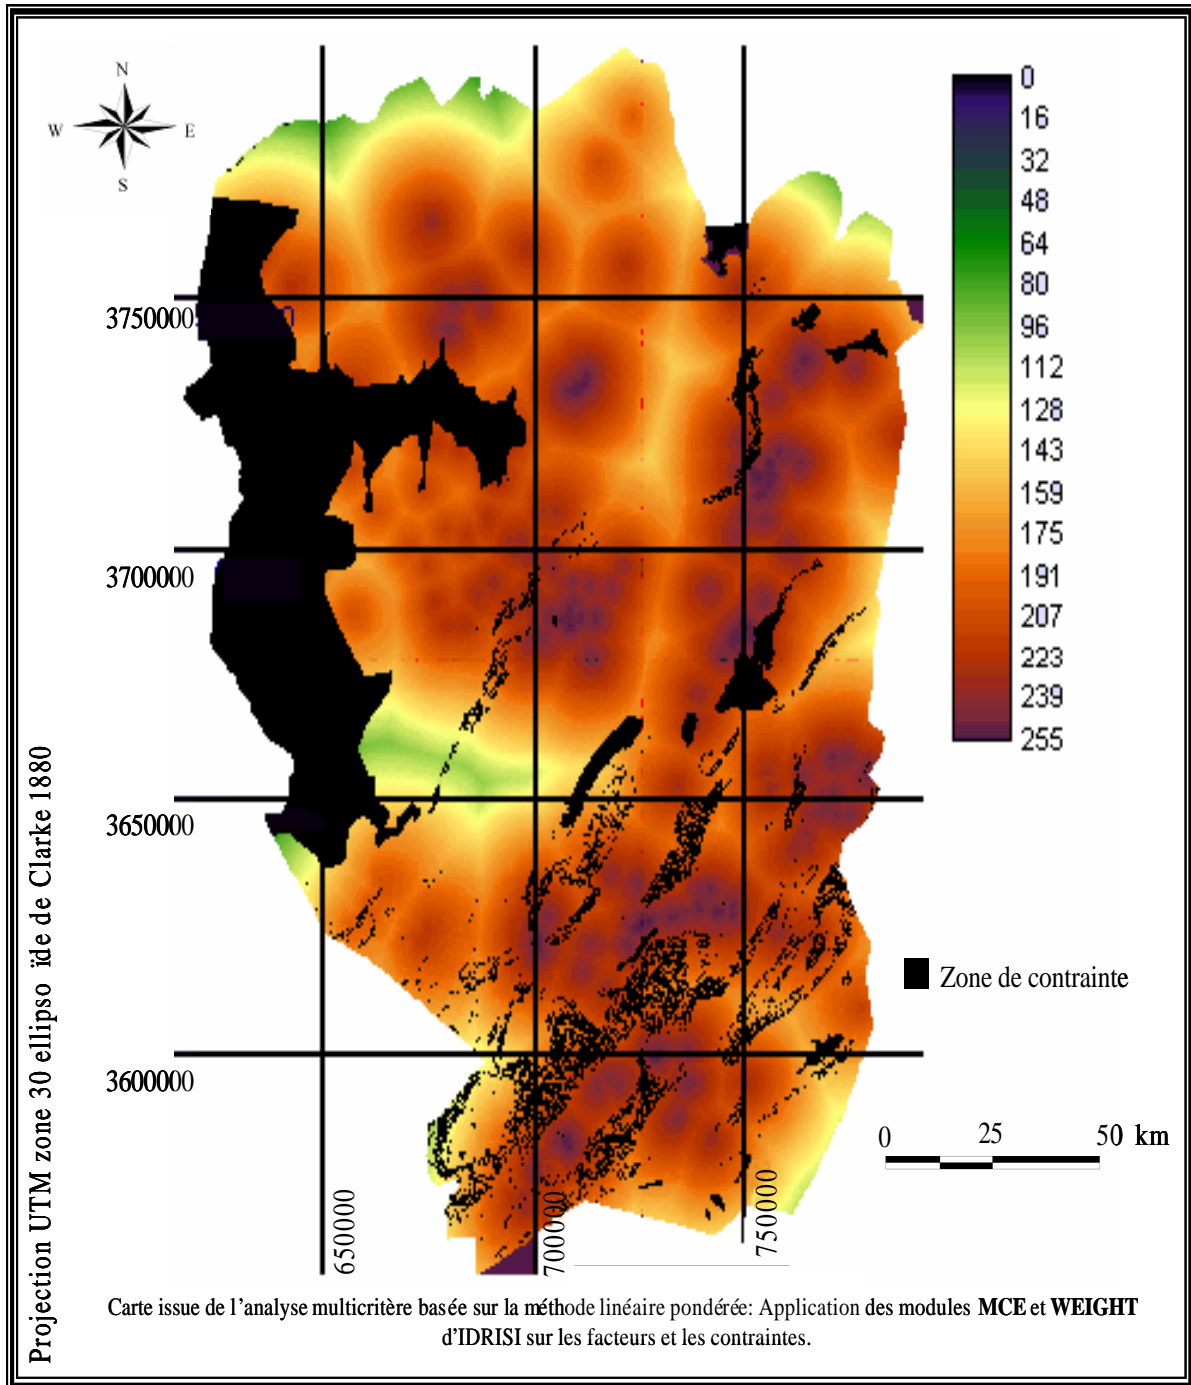 N
W
E
S
0
16
32
48
64
80
96
112
128
143
159
175
191
207
223
239
255
3750000
3700000
3650000
3600000
Zone de contrainte
0 25 50 km
650000
700000
750000
Projection UTM zone 30 ellipso ïde de Clarke 1880
Carte issue de l'analyse multicritère basée sur la méthode linéaire pondérée: Application des modules MCE et WEIGHT
d'IDRISI sur les facteurs et les contraintes.